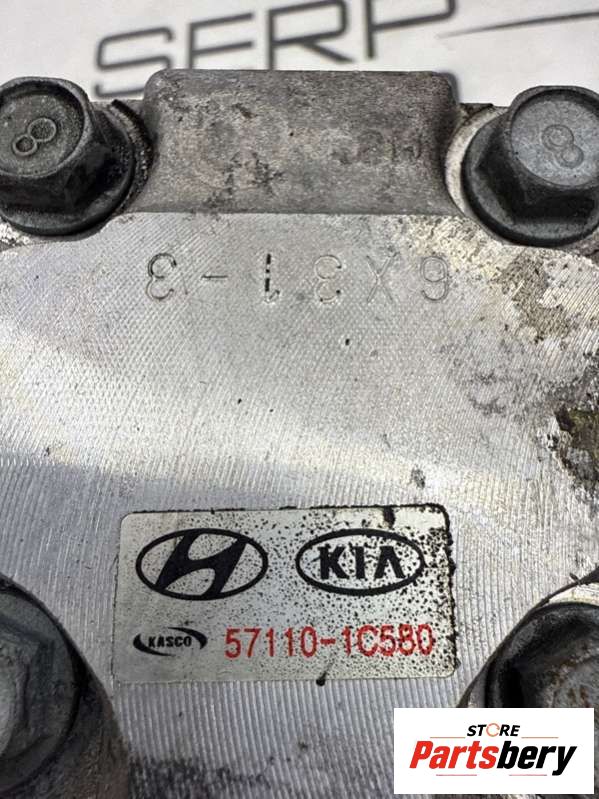 SERP
8
8
6X31-3
KIA
KASCO 57110-1C580
STORE
Partsbery